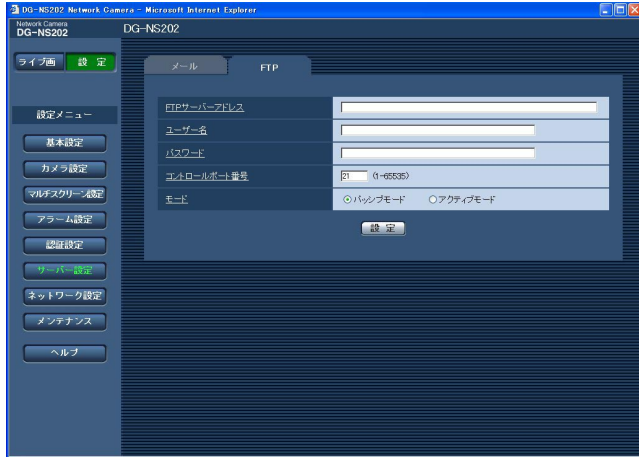 DG-NS202 Network Camera - Microsoft Internet Explorer
Network Camera
DG-NS202
DG-NS202
ライブ画 設 定
メール FTP
設定メニュー
基本設定
カメラ設定
マルチスクリーン設定
アラーム設定
認証設定
サーバー設定
ネットワーク設定
メンテナンス
ヘルプ
FTPサーバーアドレス
ユーザー名
パスワード
コントロールポート番号 21 (1-65535)
モード パッシブモード アクティブモード
設 定